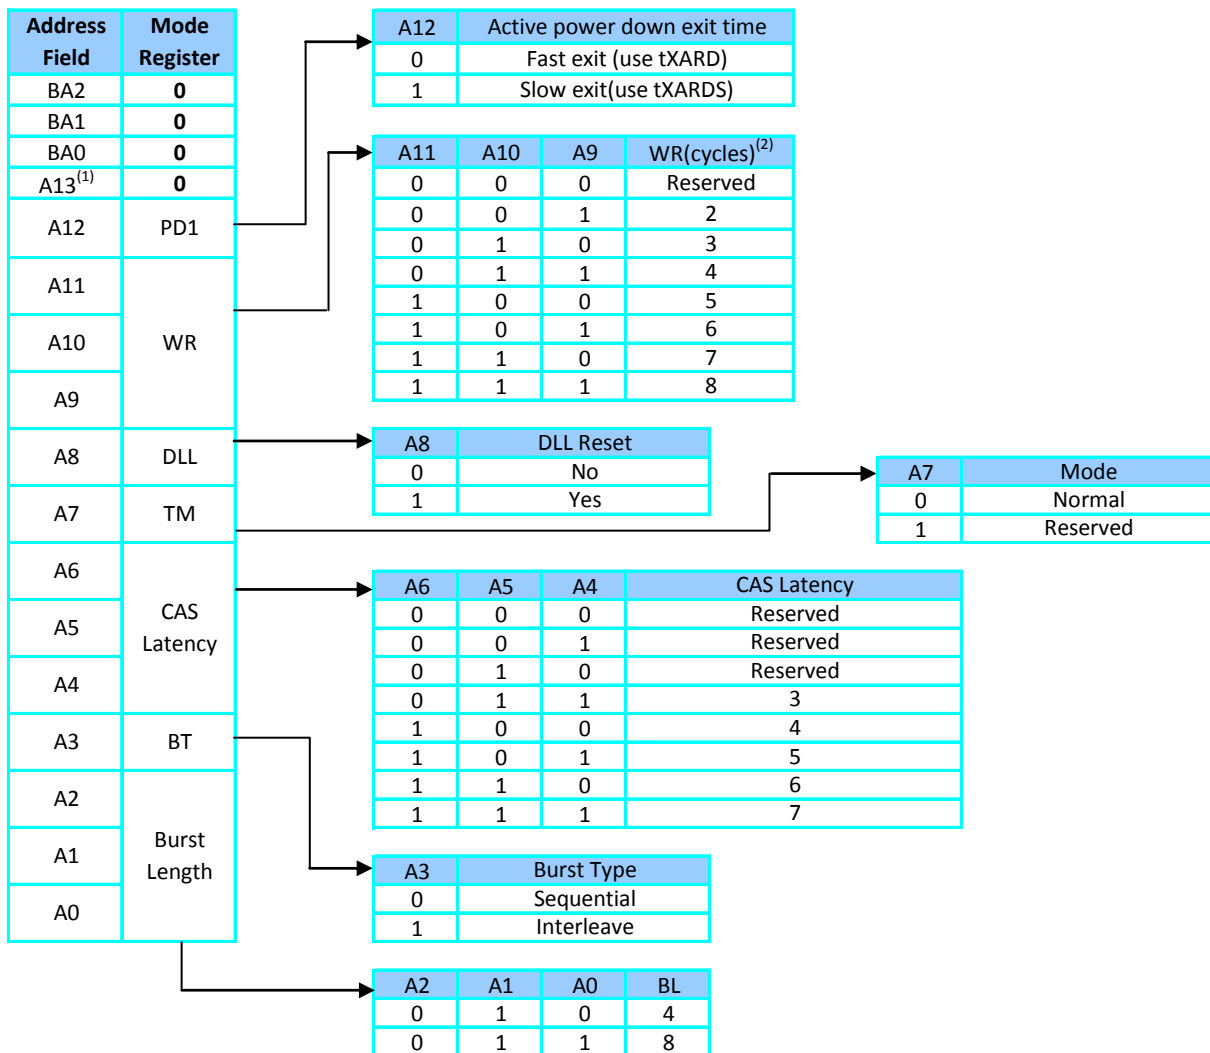 Address Field Mode Register
BA2 0
BA1 0
BA0 0
A13(1) 0
A12 PD1
A11
A10 WR
A9
A8 DLL
A7 TM
A6
A5 CAS Latency
A4
A3 BT
A2
A1 Burst Length
A0
A12 Active power down exit time
0 Fast exit (use tXARD)
1 Slow exit(use tXARDS)
A11 A10 A9 WR(cycles)(2)
0 0 0 Reserved
0 0 1 2
0 1 0 3
0 1 1 4
1 0 0 5
1 0 1 6
1 1 0 7
1 1 1 8
A8 DLL Reset
0 No
1 Yes
A7 Mode
0 Normal
1 Reserved
A6 A5 A4 CAS Latency
0 0 0 Reserved
0 0 1 Reserved
0 1 0 Reserved
0 1 1 3
1 0 0 4
1 0 1 5
1 1 0 6
1 1 1 7
A3 Burst Type
0 Sequential
1 Interleave
A2 A1 A0 BL
0 1 0 4
0 1 1 8